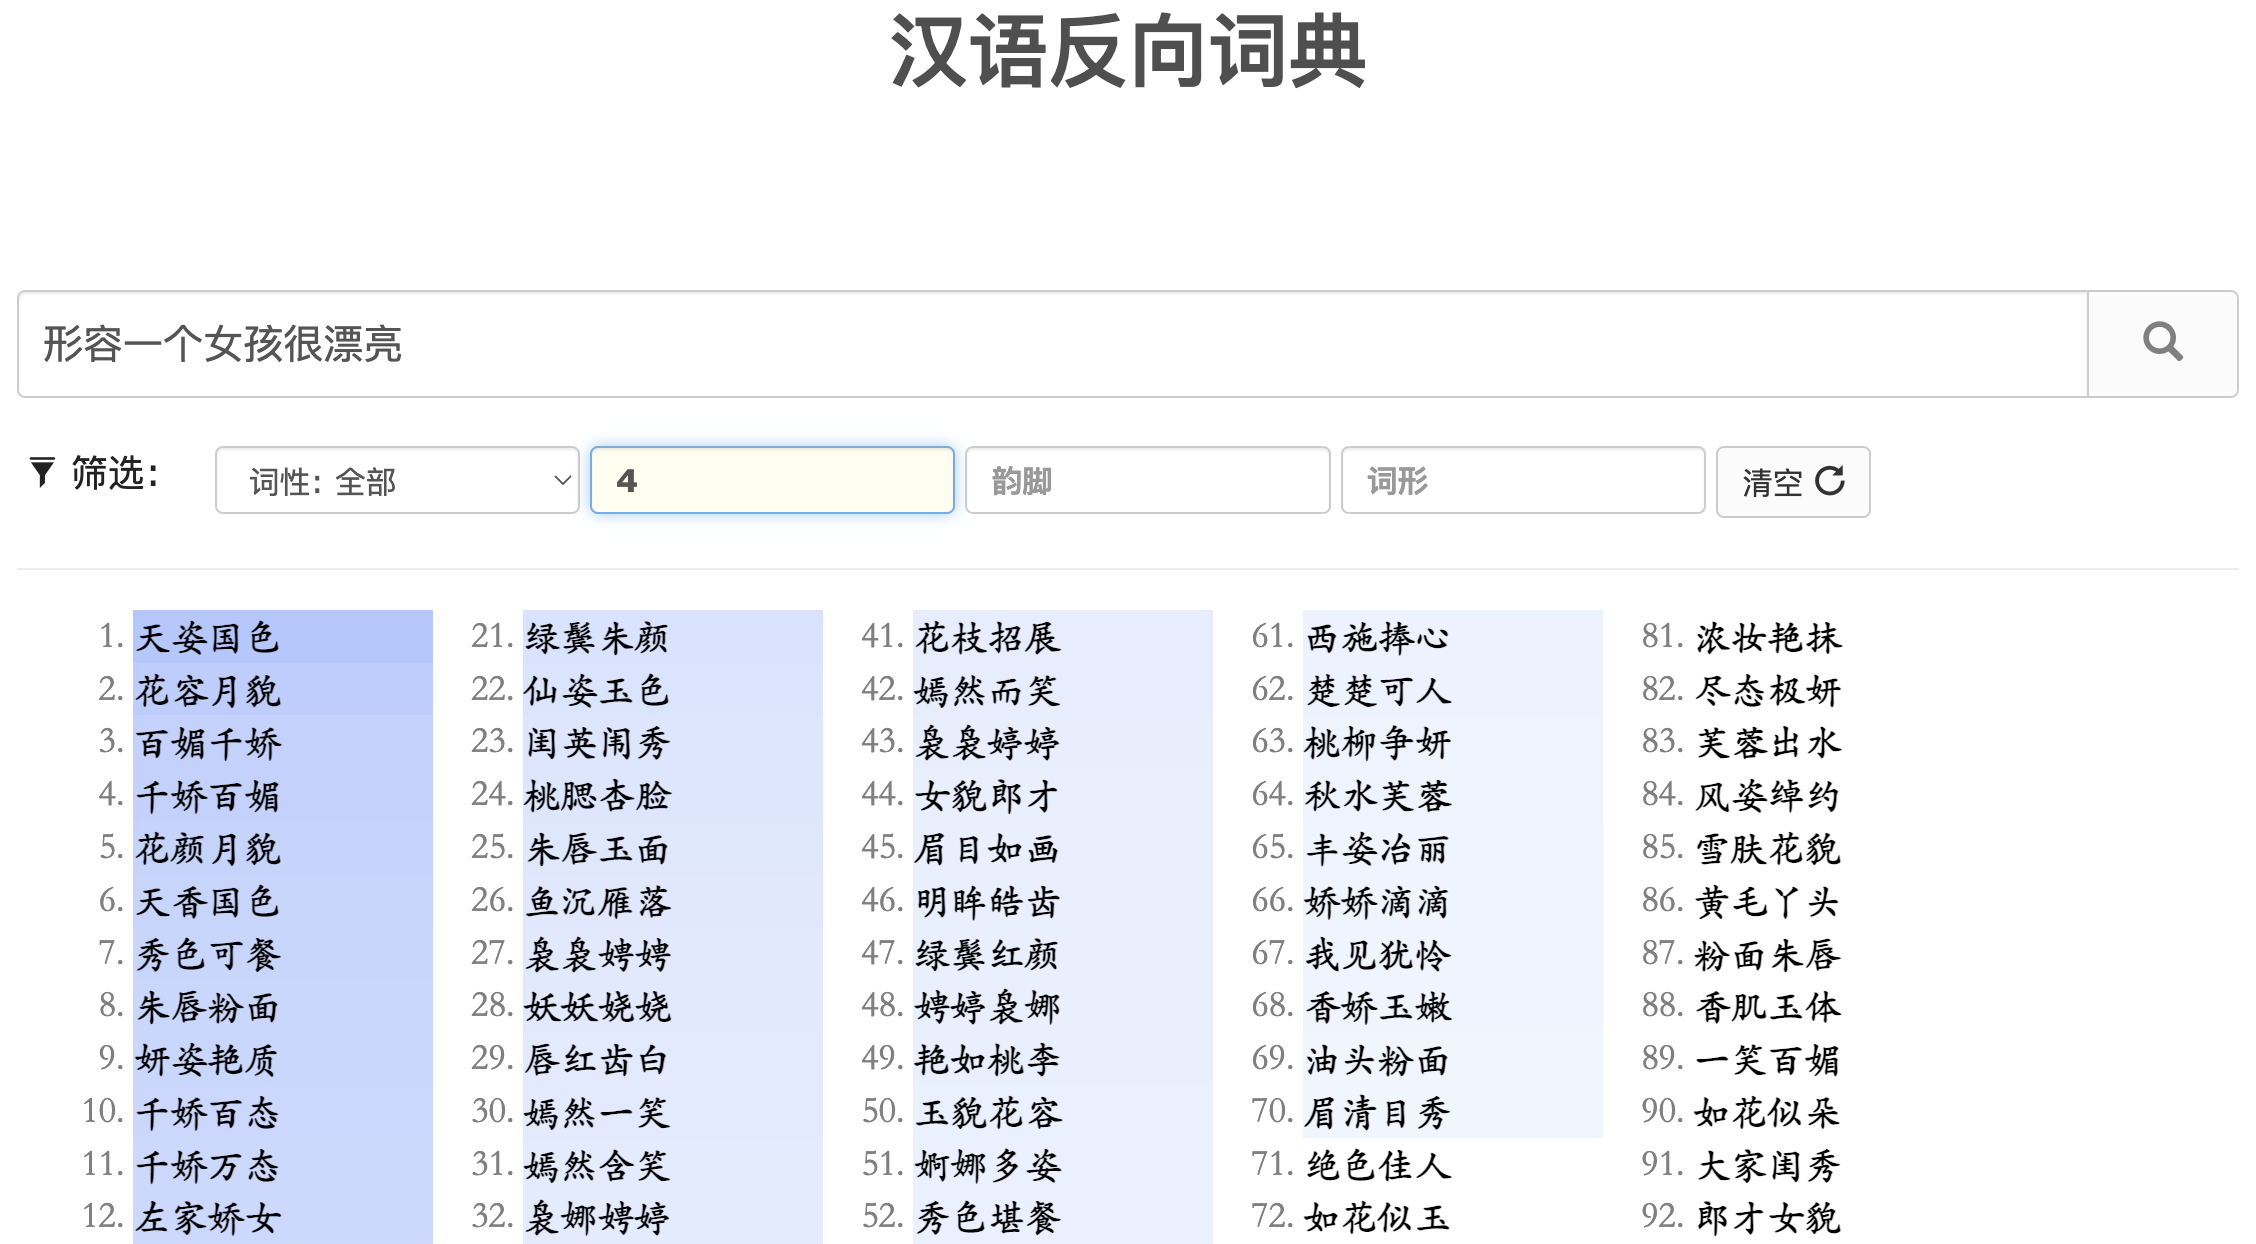 汉语反向词典
形容一个女孩很漂亮
筛选: 词性: 全部 4 韵脚 词形 清空
1. 天姿国色
2. 花容月貌
3. 百媚千娇
4. 千娇百媚
5. 花颜月貌
6. 天香国色
7. 秀色可餐
8. 朱唇粉面
9. 妍姿艳质
10. 千娇百态
11. 千娇万态
12. 左家娇女
21. 绿鬓朱颜
22. 仙姿玉色
23. 闺英闱秀
24. 桃腮杏脸
25. 朱唇玉面
26. 鱼沉雁落
27. 袅袅娉娉
28. 妖妖娆娆
29. 唇红齿白
30. 嫣然一笑
31. 嫣然含笑
32. 袅娜娉婷
41. 花枝招展
42. 嫣然而笑
43. 袅袅婷婷
44. 女貌郎才
45. 眉目如画
46. 明眸皓齿
47. 绿鬓红颜
48. 娉婷袅娜
49. 艳如桃李
50. 玉貌花容
51. 婀娜多姿
52. 秀色堪餐
61. 西施捧心
62. 楚楚可人
63. 桃柳争妍
64. 秋水芙蓉
65. 丰姿冶丽
66. 娇娇滴滴
67. 我见犹怜
68. 香娇玉嫩
69. 油头粉面
70. 眉清目秀
71. 绝色佳人
72. 如花似玉
81. 浓妆艳抹
82. 尽态极妍
83. 芙蓉出水
84. 风姿绰约
85. 雪肤花貌
86. 黄毛丫头
87. 粉面朱唇
88. 香肌玉体
89. 一笑百媚
90. 如花似朵
91. 大家闺秀
92. 郎才女貌